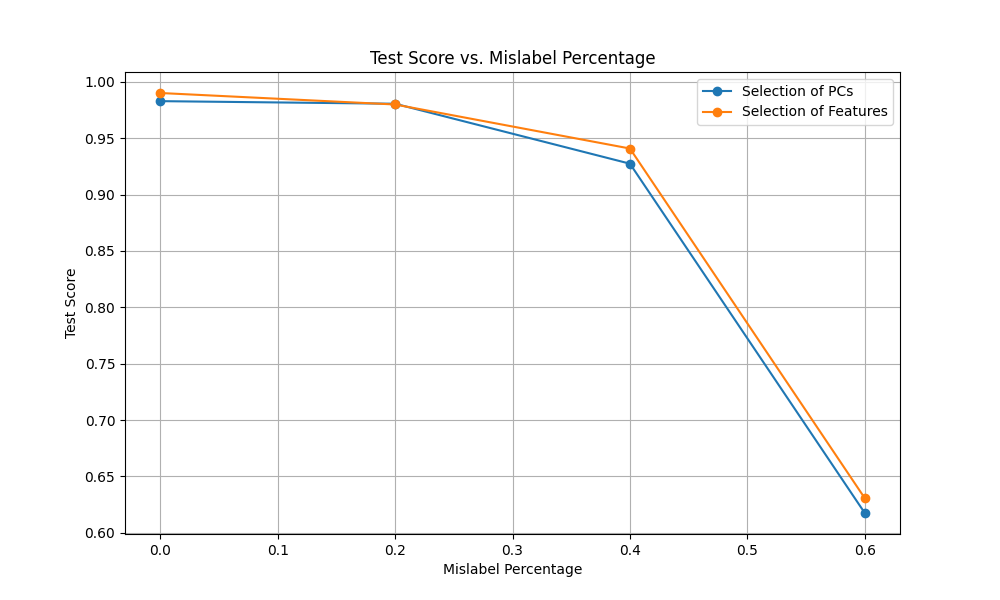 Test Score vs. Mislabel Percentage
Selection of PCs
Selection of Features
Test Score
1.00
0.95
0.90
0.85
0.80
0.75
0.70
0.65
0.60
0.0 0.1 0.2 0.3 0.4 0.5 0.6
Mislabel Percentage